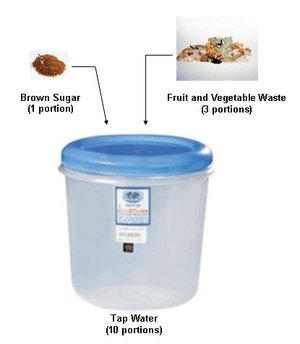 Brown Sugar
(1 portion)
Fruit and Vegetable Waste
(3 portions)
Tap Water
(10 portions)